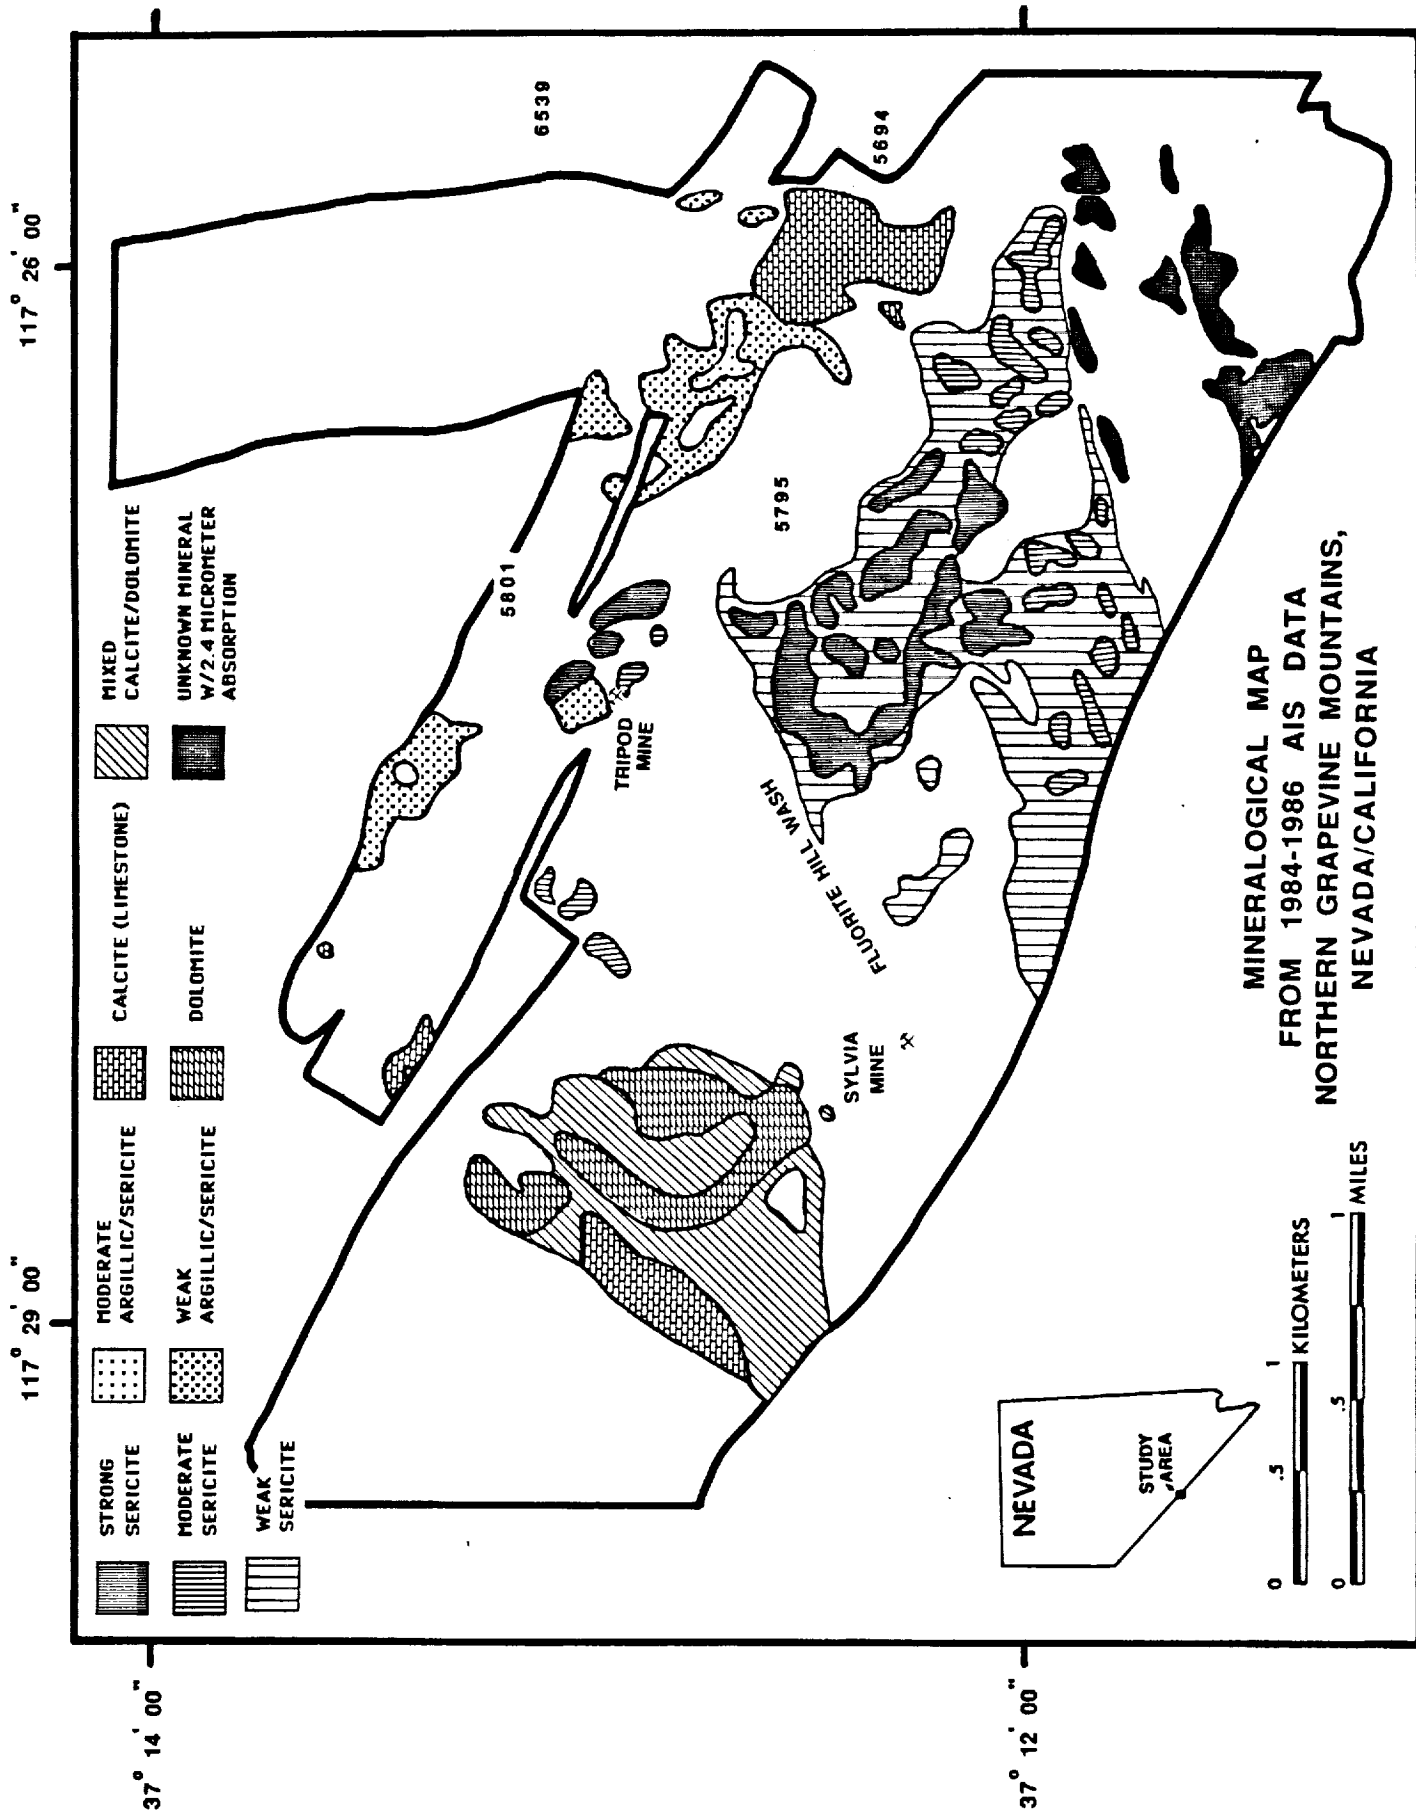 117° 29' 00"
117° 26' 00"
37° 14' 00"
37° 12' 00"
STRONG
SERICITE
MODERATE
SERICITE
WEAK
SERICITE
MODERATE
ARGILLIC/SERICITE
WEAK
ARGILLIC/SERICITE
CALCITE (LIMESTONE)
DOLOMITE
MIXED
CALCITE/DOLOMITE
UNKNOWN MINERAL
W/2.4 MICROMETER
ABSORPTION
6539
5801
5694
5795
TRIPOD
MINE
FLUORITE HILL WASH
SYLVIA
MINE
NEVADA
STUDY
AREA
0 .5 1 KILOMETERS
0 .5 1 MILES
MINERALOGICAL MAP
FROM 1984-1986 AIS DATA
NORTHERN GRAPEVINE MOUNTAINS,
NEVADA/CALIFORNIA